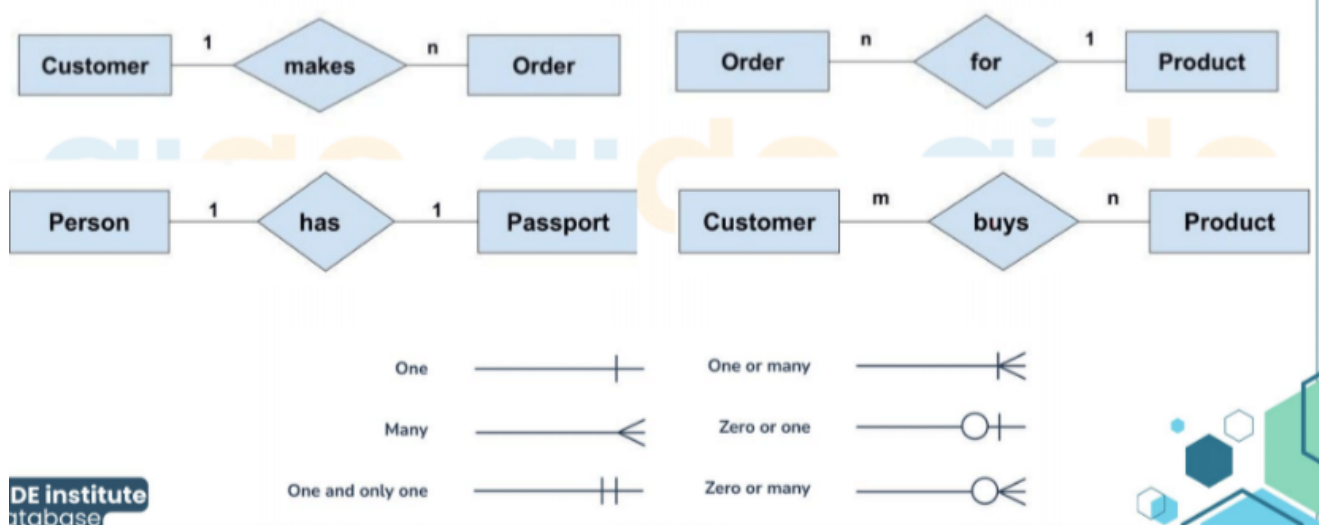 Customer 1 makes n Order
Order n for 1 Product
Person 1 has 1 Passport
Customer m buys n Product
One
Many
One and only one
One or many
Zero or one
Zero or many
DE institute
atabase